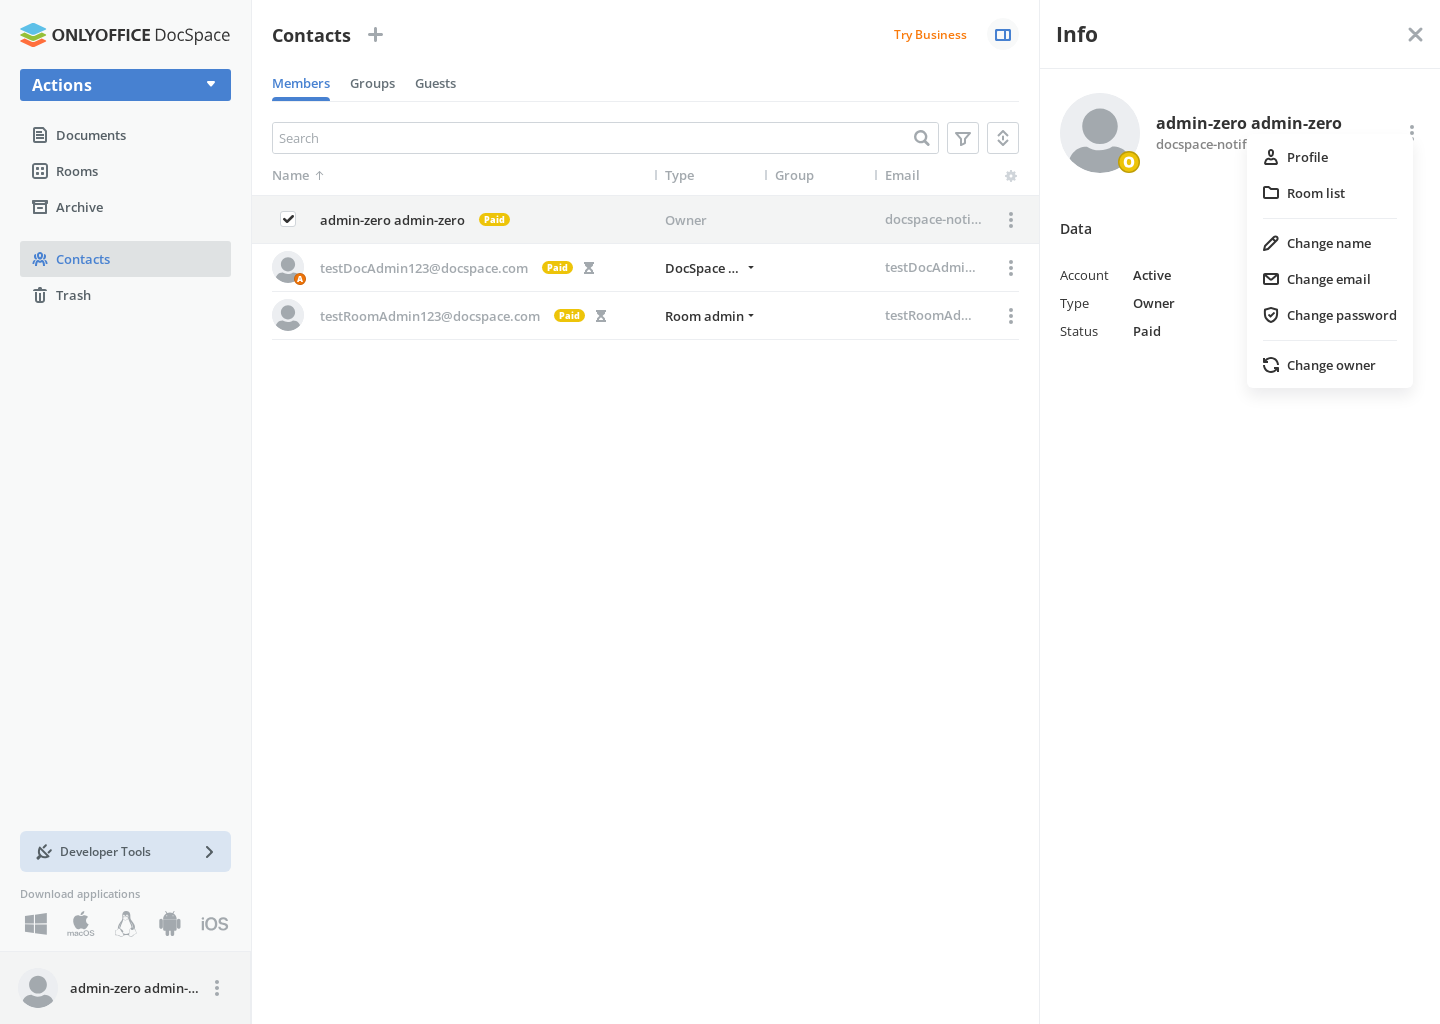 ONLYOFFICE DocSpace
Actions
Documents
Rooms
Archive
Contacts
Trash
Developer Tools
Download applications
macOS
iOS
admin-zero admin-...
Contacts
Try Business
Members Groups Guests
Search
Name Type Group Email
admin-zero admin-zero Paid Owner docspace-noti...
A
testDocAdmin123@docspace.com Paid DocSpace ... testDocAdmi...
testRoomAdmin123@docspace.com Paid Room admin testRoomAd...
Info
O
admin-zero admin-zero
docspace-notif
Data
Account Active
Type Owner
Status Paid
Profile
Room list
Change name
Change email
Change password
Change owner